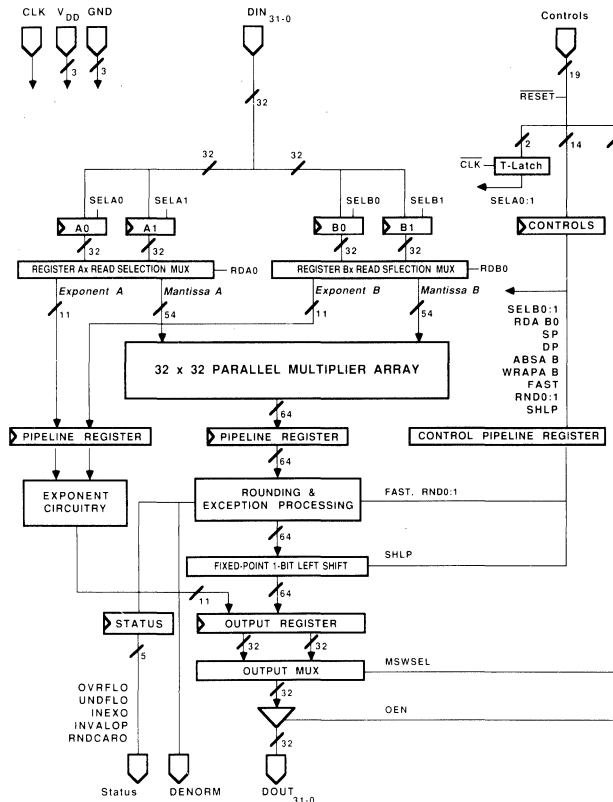 CLK VDD GND DIN31-0 Controls
3 3 19
32 RESET
32 32 2 14
CLK T-Latch
SELA0 SELA1 SELB0 SELB1 SELA0:1
A0 A1 B0 B1 CONTROLS
32 32 32 32
REGISTER Ax READ SELECTION MUX RDA0 REGISTER Bx READ SELECTION MUX RDB0
Exponent A Mantissa A Exponent B Mantissa B
11 54 11 54
SELB0:1
RDA B0
SP
DP
ABSA B
WRAPA B
FAST
RND0:1
SHLP
32 x 32 PARALLEL MULTIPLIER ARRAY
64
PIPELINE REGISTER PIPELINE REGISTER CONTROL PIPELINE REGISTER
64
EXPONENT
CIRCUITRY
ROUNDING &
EXCEPTION PROCESSING
FAST, RND0:1
64
FIXED-POINT 1-BIT LEFT SHIFT SHLP
11 64
STATUS OUTPUT REGISTER
5 32 32
OUTPUT MUX MSWSEL
32
OVRFLO
UNDFLO
INEXO
INVALOP
RNDCARO
OEN
32
Status DENORM DOUT31-0